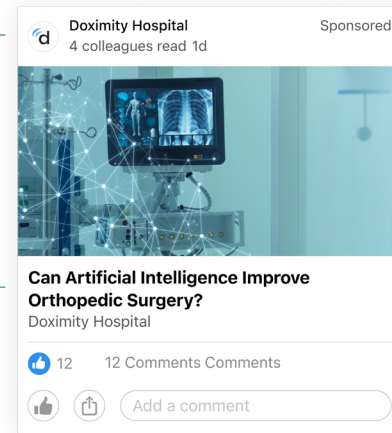 Doximity Hospital
Sponsored
4 colleagues read 1d
Can Artificial Intelligence Improve
Orthopedic Surgery?
Doximity Hospital
12
12 Comments Comments
Add a comment